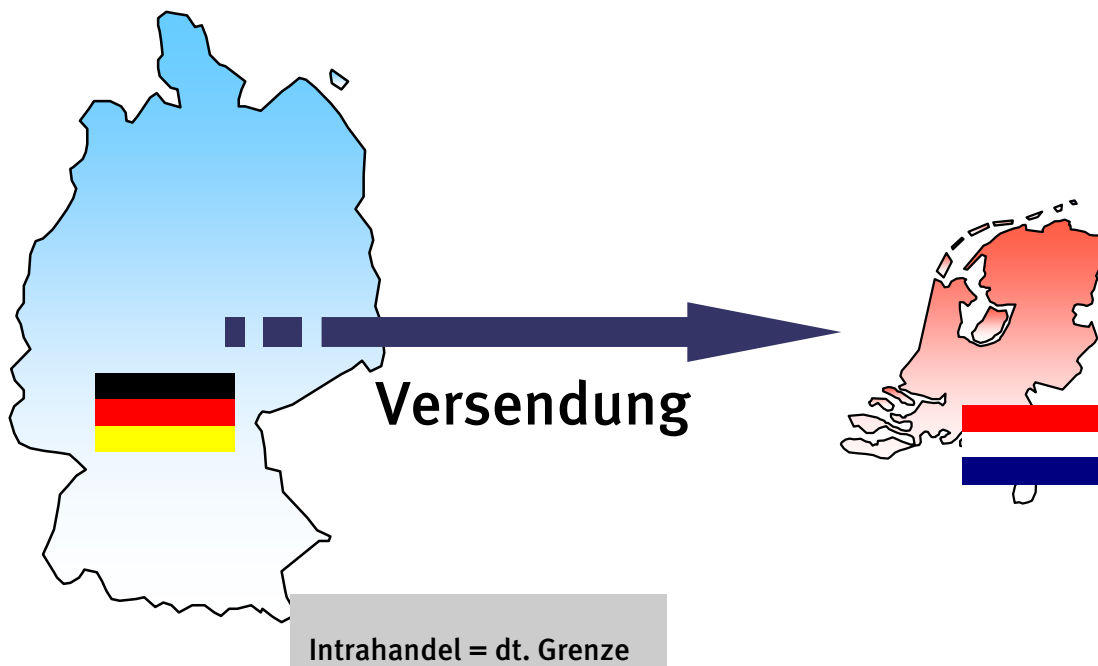 Versendung
Intrahandel = dt. Grenze